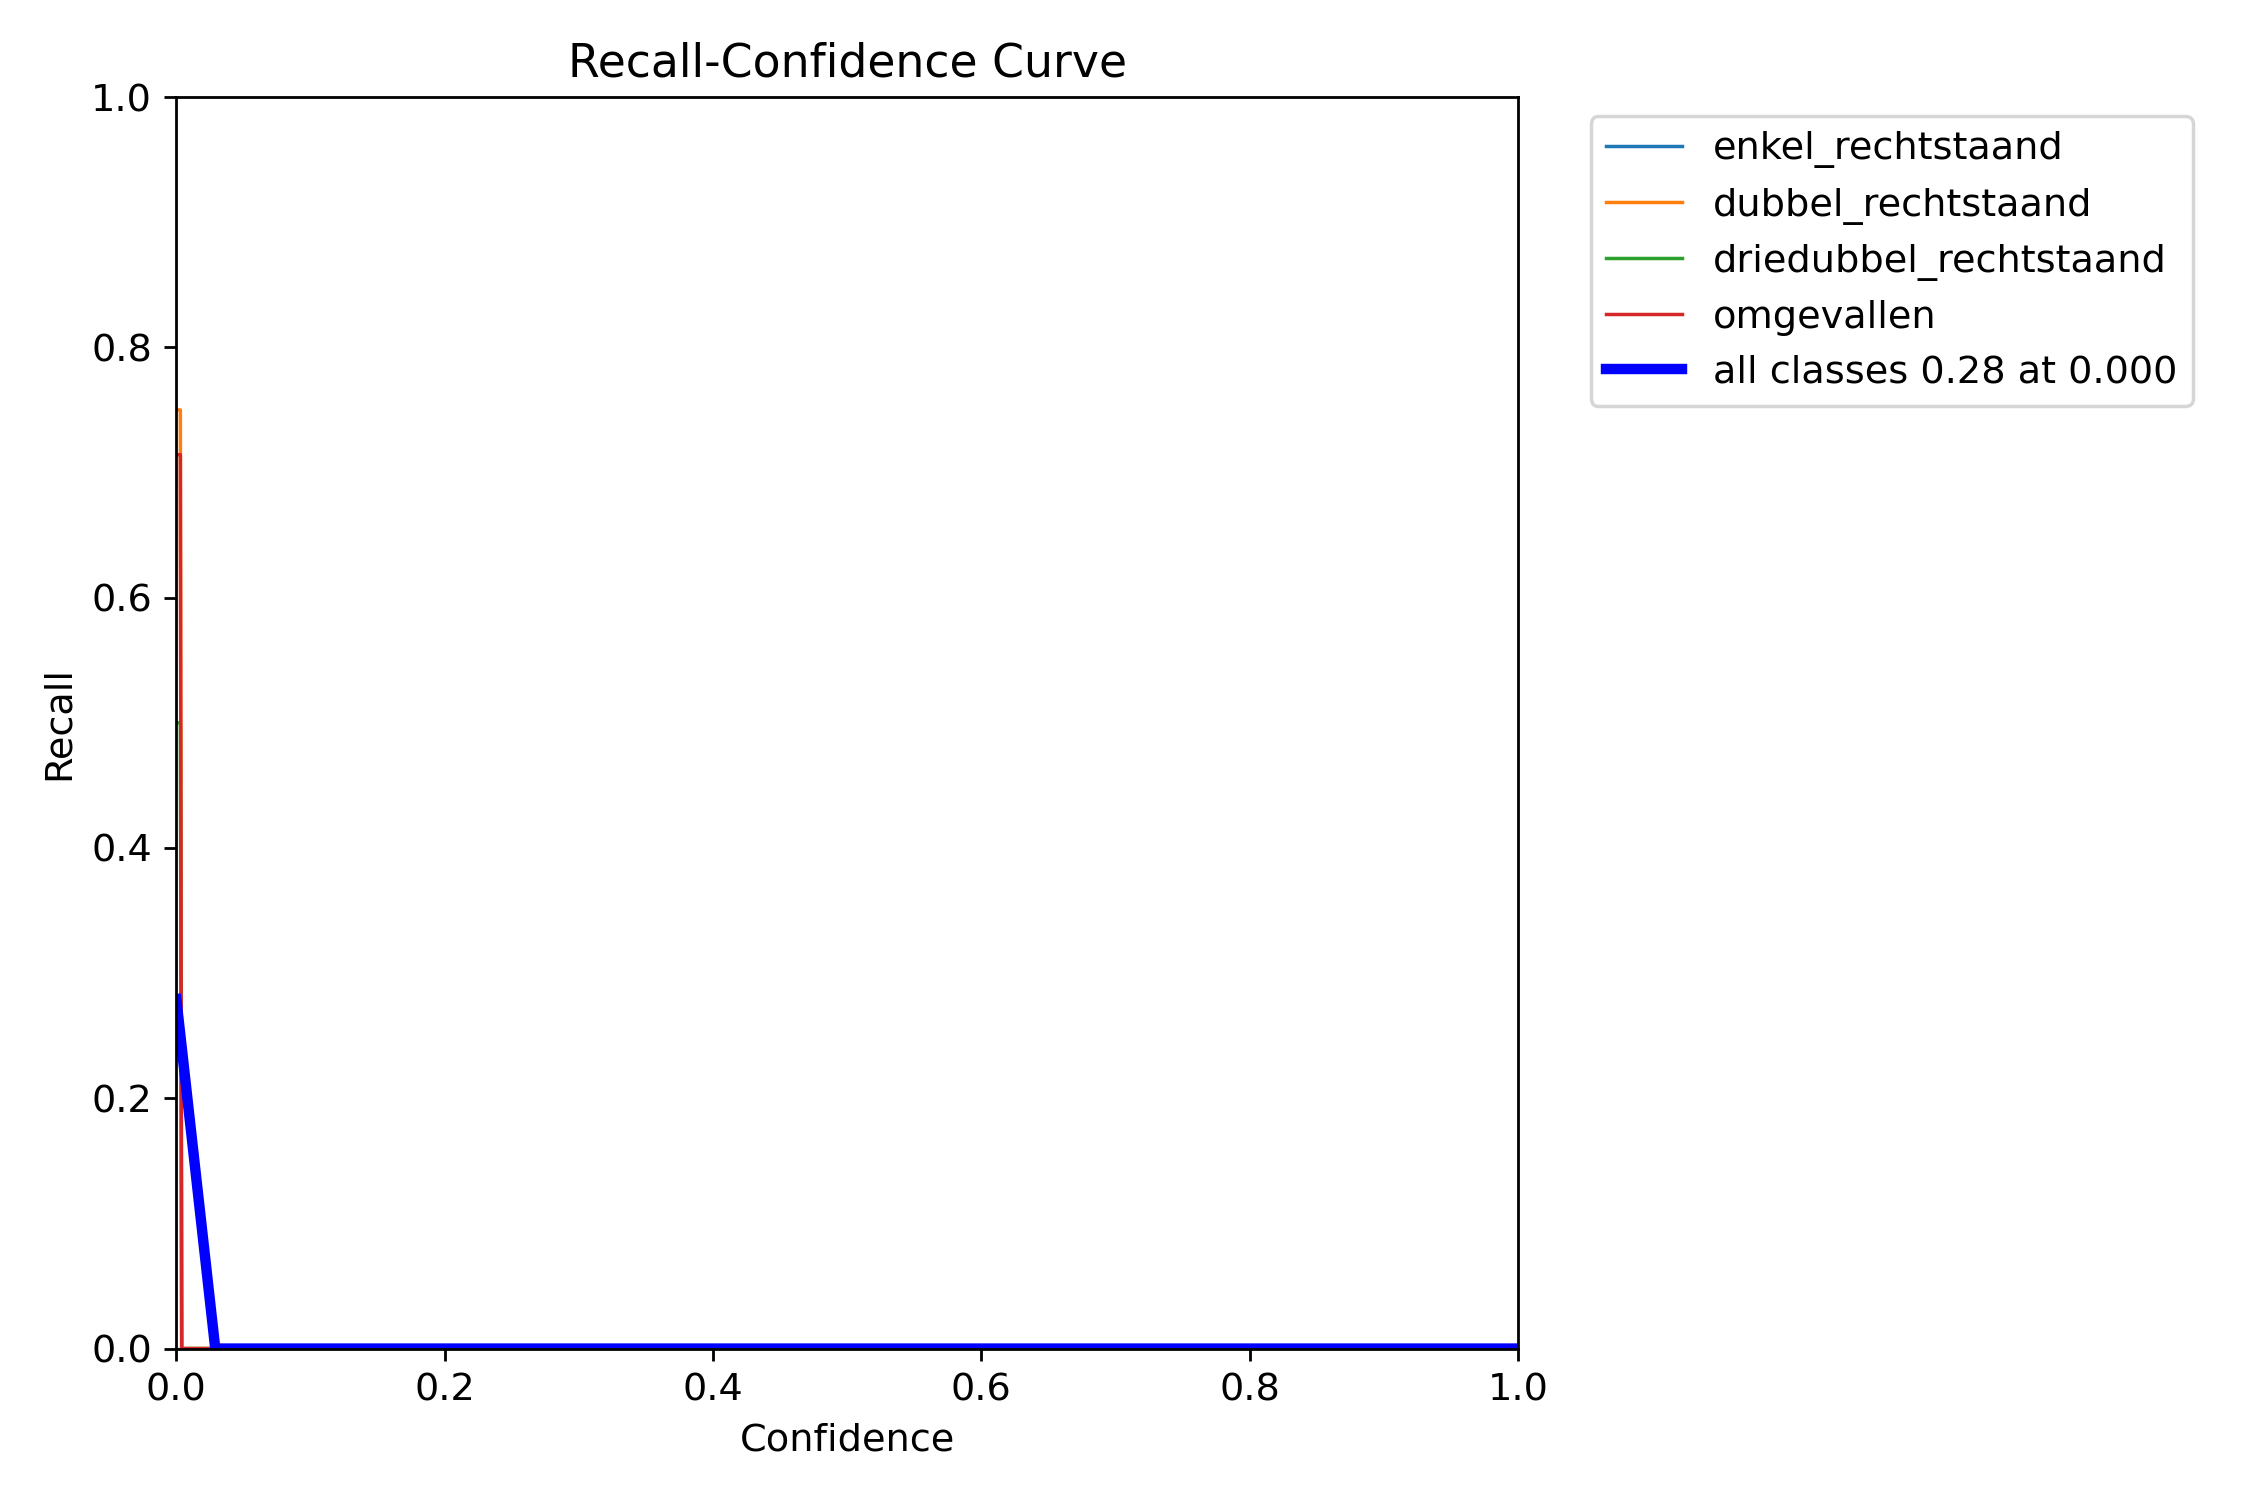 Recall-Confidence Curve
1.0
0.8
0.6
0.4
0.2
0.0
Recall
0.0 0.2 0.4 0.6 0.8 1.0
Confidence
enkel_rechtstaand
dubbel_rechtstaand
driedubbel_rechtstaand
omgevallen
all classes 0.28 at 0.000